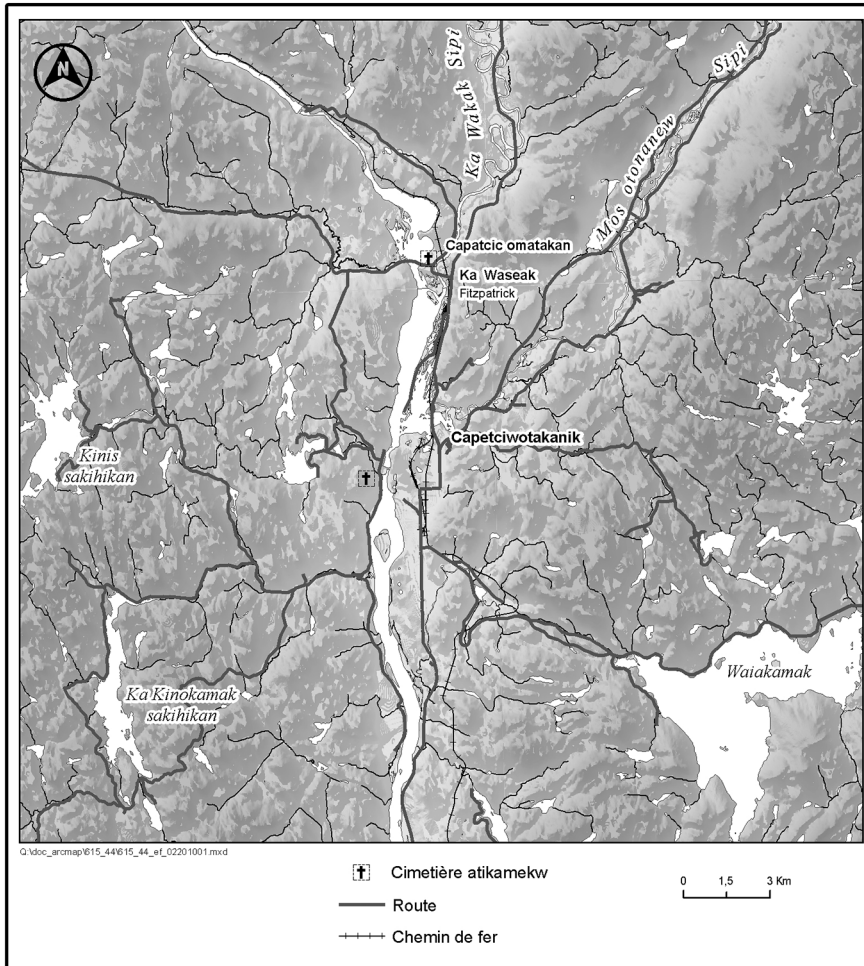 N
Ka Wakak Sipi
Mos otonanew Sipi
Capatcic omatakan
Ka Waseak
Fitzpatrick
Capetciwotakanik
Kinis
sakihikan
Ka Kinokamak
sakihikan
Waiakamak
Q:\doc_arcmap\615_44\615_44_ef_02201001.mxd
Cimetière atikamekw
Route
Chemin de fer
0 1,5 3 Km